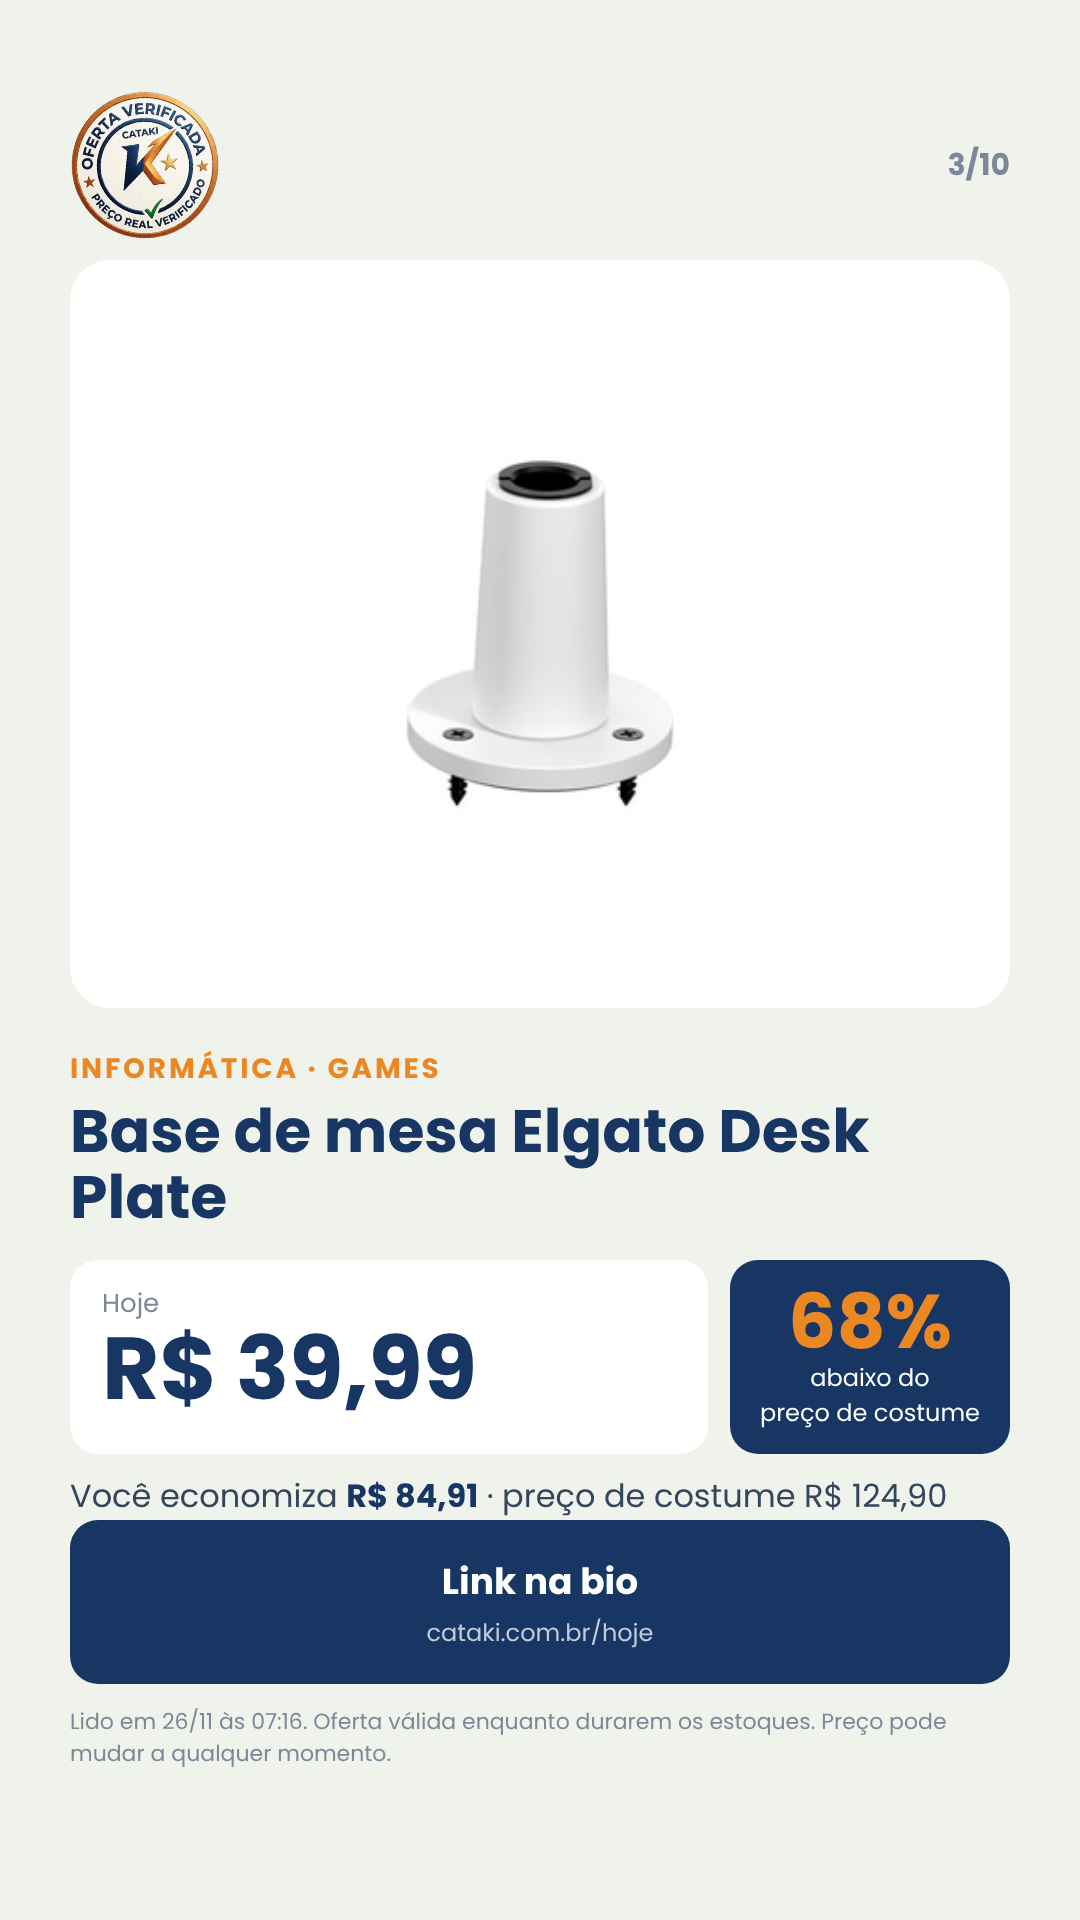 OFERTA VERIFICADA
CATAKI
K
PREÇO REAL VERIFICADO
3/10
INFORMÁTICA · GAMES
Base de mesa Elgato Desk
Plate
Hoje
R$ 39,99
68%
abaixo do
preço de costume
Você economiza R$ 84,91 · preço de costume R$ 124,90
Link na bio
cataki.com.br/hoje
Lido em 26/11 às 07:16. Oferta válida enquanto durarem os estoques. Preço pode
mudar a qualquer momento.